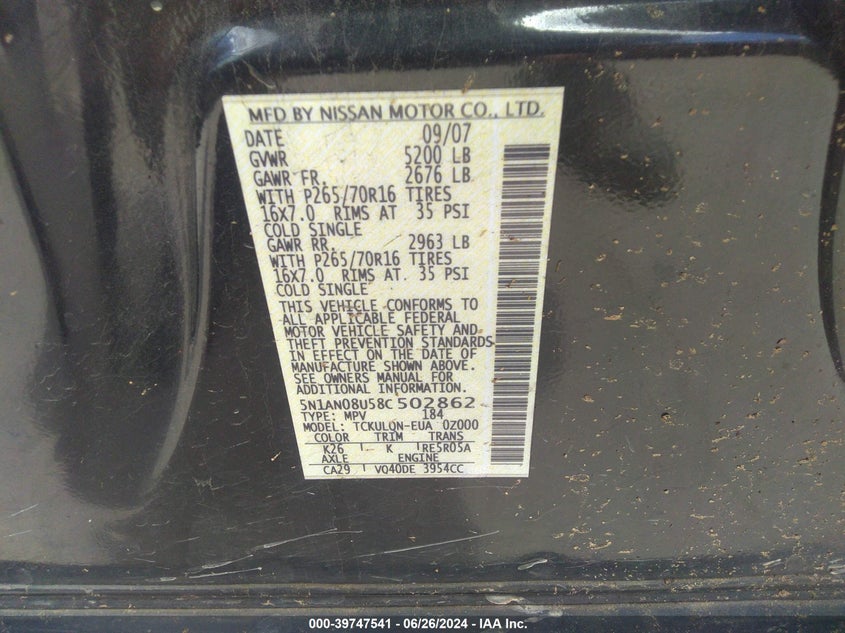 MFD BY NISSAN MOTOR CO., LTD.
DATE 09/07
GVWR 5200 LB
GAWR FR. 2676 LB
WITH P265/70R16 TIRES
16x7.0 RIMS AT 35 PSI
COLD SINGLE
GAWR RR. 2963 LB
WITH P265/70R16 TIRES
16x7.0 RIMS AT 35 PSI
COLD SINGLE
THIS VEHICLE CONFORMS TO
ALL APPLICABLE FEDERAL
MOTOR VEHICLE SAFETY AND
THEFT PREVENTION STANDARDS
IN EFFECT ON THE DATE OF
MANUFACTURE SHOWN ABOVE.
SEE OWNERS MANUAL FOR
ADDITIONAL INFORMATION.
5N1AN08U58C502862
TYPE: MPV 184
MODEL: TCKULQN-EUA 0Z000
COLOR TRIM TRANS
K26 K RE5R05A
AXLE ENGINE
CA29 VQ40DE 3954CC
000-39747541 - 06/26/2024 - IAA Inc.